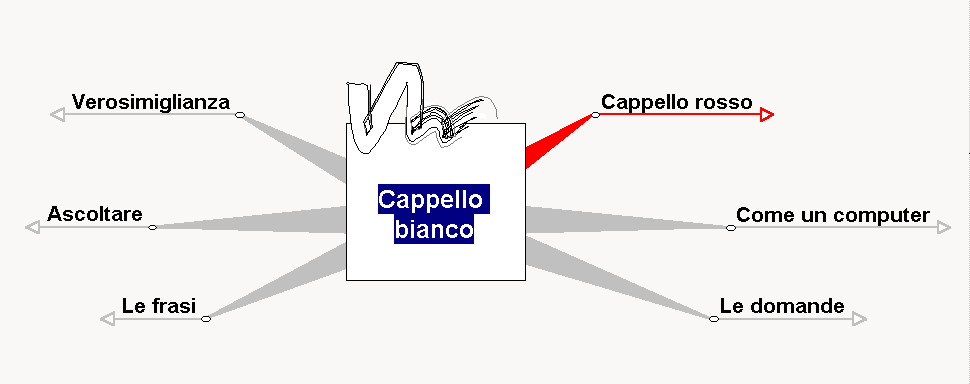 Verosimiglianza
Cappello rosso
Cappello
bianco
Ascoltare
Come un computer
Le frasi
Le domande